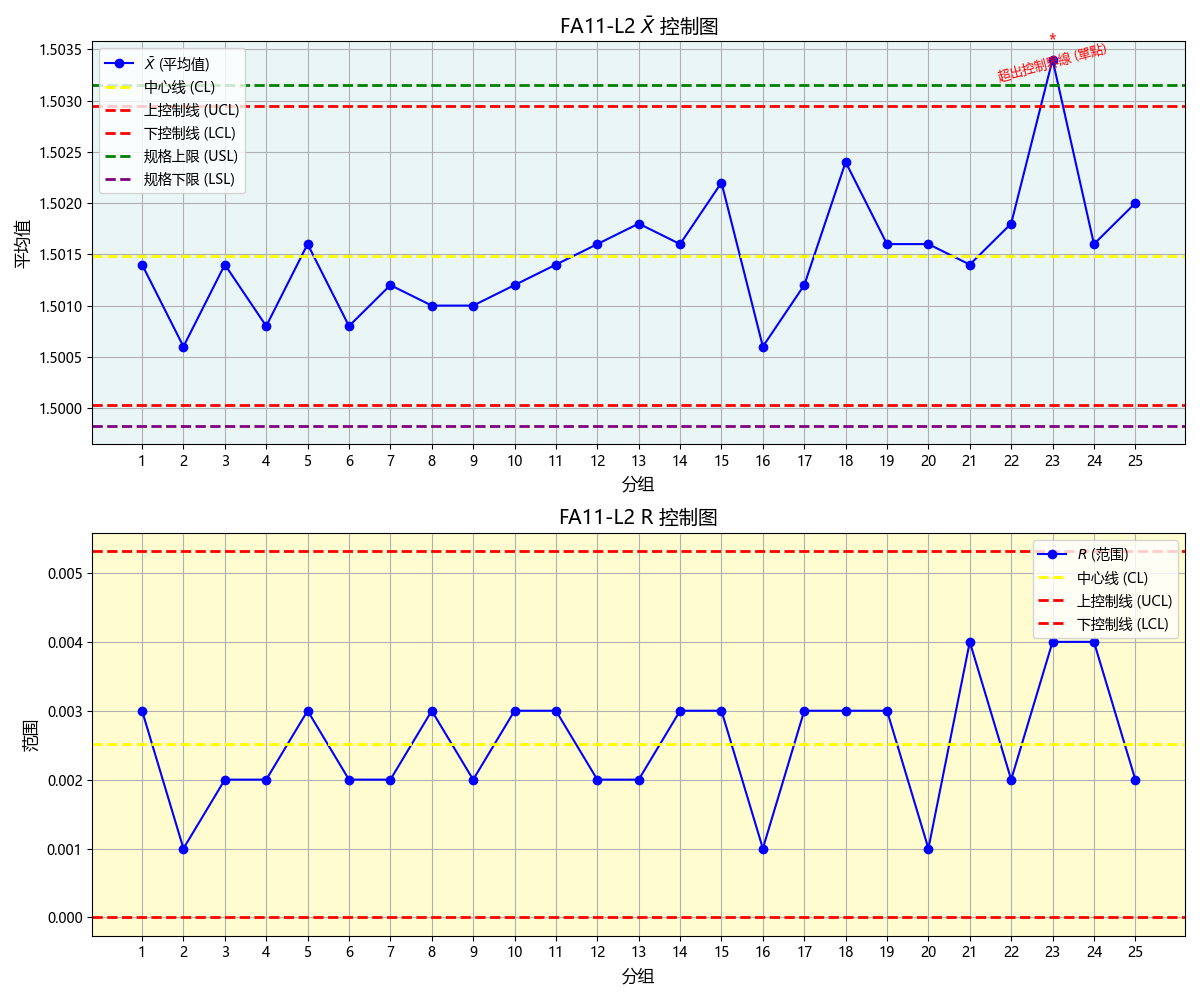 FA11-L2 X̄ 控制图
*
超出控制界線 (單點)
1.5035
1.5030
1.5025
1.5020
1.5015
1.5010
1.5005
1.5000
平均值
X̄ (平均值)
中心线 (CL)
上控制线 (UCL)
下控制线 (LCL)
规格上限 (USL)
规格下限 (LSL)
1 2 3 4 5 6 7 8 9 10 11 12 13 14 15 16 17 18 19 20 21 22 23 24 25
分组
FA11-L2 R 控制图
0.005
0.004
0.003
0.002
0.001
0.000
范围
R (范围)
中心线 (CL)
上控制线 (UCL)
下控制线 (LCL)
1 2 3 4 5 6 7 8 9 10 11 12 13 14 15 16 17 18 19 20 21 22 23 24 25
分组